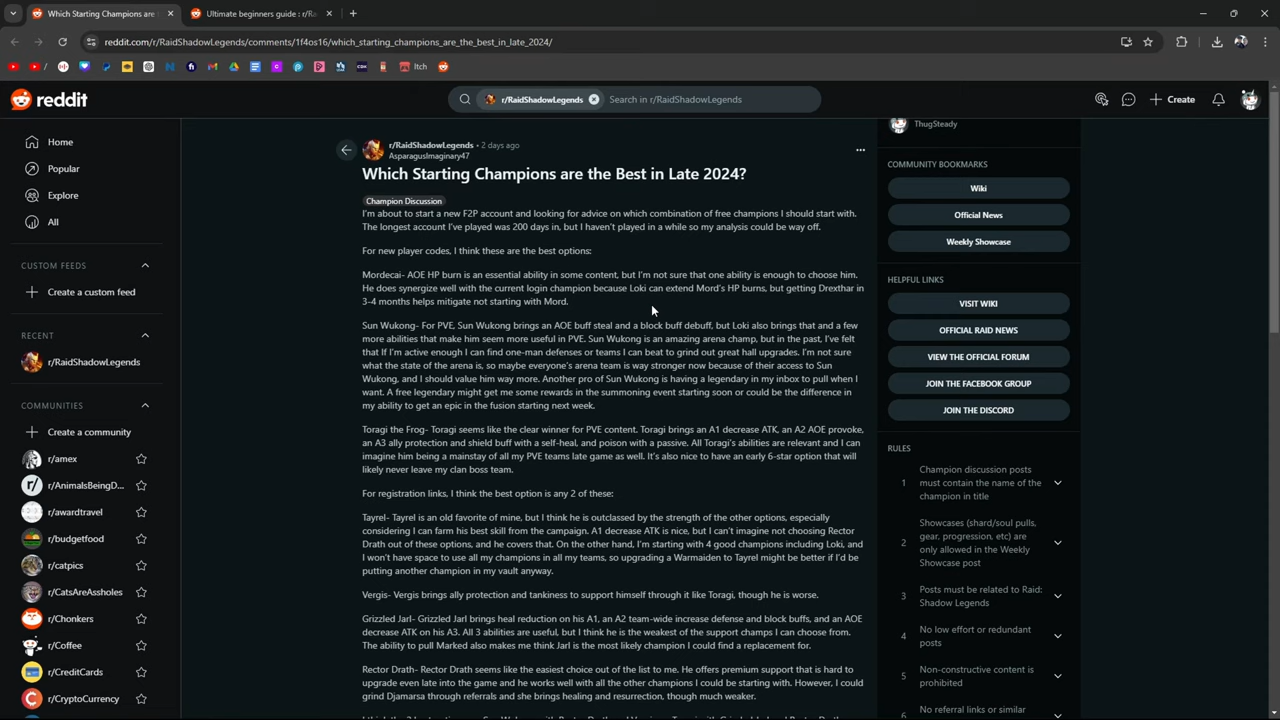 Which Starting Champions are t
Ultimate beginners guide : r/Ra
reddit.com/r/RaidShadowLegends/comments/1f4os16/which_starting_champions_are_the_best_in_late_2024/
Itch
reddit
r/RaidShadowLegends
Search in r/RaidShadowLegends
Create
Home
Popular
Explore
All
CUSTOM FEEDS
Create a custom feed
RECENT
r/RaidShadowLegends
COMMUNITIES
Create a community
r/amex
r/AnimalsBeingD...
r/awardtravel
r/budgetfood
r/catpics
r/CatsAreAssholes
r/Chonkers
r/Coffee
r/CreditCards
r/CryptoCurrency
r/RaidShadowLegends • 2 days ago
AsparagusImaginary47
Which Starting Champions are the Best in Late 2024?
Champion Discussion
I'm about to start a new F2P account and looking for advice on which combination of free champions I should start with.
The longest account I've played was 200 days in, but I haven't played in a while so my analysis could be way off.
For new player codes, I think these are the best options:
Mordecai- AOE HP burn is an essential ability in some content, but I'm not sure that one ability is enough to choose him.
He does synergize well with the current login champion because Loki can extend Mord's HP burns, but getting Drexthar in
3-4 months helps mitigate not starting with Mord.
Sun Wukong- For PVE, Sun Wukong brings an AOE buff steal and a block buff debuff, but Loki also brings that and a few
more abilities that make him seem more useful in PVE. Sun Wukong is an amazing arena champ, but in the past, I've felt
that If I'm active enough I can find one-man defenses or teams I can beat to grind out great hall upgrades. I'm not sure
what the state of the arena is, so maybe everyone's arena team is way stronger now because of their access to Sun
Wukong, and I should value him way more. Another pro of Sun Wukong is having a legendary in my inbox to pull when I
want. A free legendary might get me some rewards in the summoning event starting soon or could be the difference in
my ability to get an epic in the fusion starting next week.
Toragi the Frog- Toragi seems like the clear winner for PVE content. Toragi brings an A1 decrease ATK, an A2 AOE provoke,
an A3 ally protection and shield buff with a self-heal, and poison with a passive. All Toragi's abilities are relevant and I can
imagine him being a mainstay of all my PVE teams late game as well. It's also nice to have an early 6-star option that will
likely never leave my clan boss team.
For registration links, I think the best option is any 2 of these:
Tayrel- Tayrel is an old favorite of mine, but I think he is outclassed by the strength of the other options, especially
considering I can farm his best skill from the campaign. A1 decrease ATK is nice, but I can't imagine not choosing Rector
Drath out of these options, and he covers that. On the other hand, I'm starting with 4 good champions including Loki, and
I won't have space to use all my champions in all my teams, so upgrading a Warmaiden to Tayrel might be better if I'd be
putting another champion in my vault anyway.
Vergis- Vergis brings ally protection and tankiness to support himself through it like Toragi, though he is worse.
Grizzled Jarl- Grizzled Jarl brings heal reduction on his A1, an A2 team-wide increase defense and block buffs, and an AOE
decrease ATK on his A3. All 3 abilities are useful, but I think he is the weakest of the support champs I can choose from.
The ability to pull Marked also makes me think Jarl is the most likely champion I could find a replacement for.
Rector Drath- Rector Drath seems like the easiest choice out of the list to me. He offers premium support that is hard to
upgrade even late into the game and he works well with all the other champions I could be starting with. However, I could
grind Djamarsa through referrals and she brings healing and resurrection, though much weaker.
ThugSteady
COMMUNITY BOOKMARKS
Wiki
Official News
Weekly Showcase
HELPFUL LINKS
VISIT WIKI
OFFICIAL RAID NEWS
VIEW THE OFFICIAL FORUM
JOIN THE FACEBOOK GROUP
JOIN THE DISCORD
RULES
1 Champion discussion posts
must contain the name of the
champion in title
2 Showcases (shard/soul pulls,
gear, progression, etc) are
only allowed in the Weekly
Showcase post
3 Posts must be related to Raid:
Shadow Legends
4 No low effort or redundant
posts
5 Non-constructive content is
prohibited
6 No referral links or similar